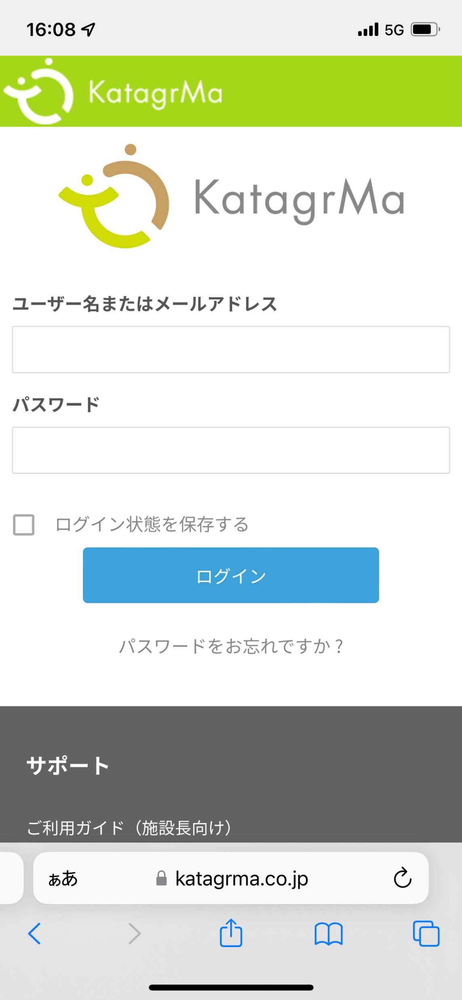 16:08 5G
KatagrMa
KatagrMa
ユーザー名またはメールアドレス
パスワード
ログイン状態を保存する
ログイン
パスワードをお忘れですか？
サポート
ご利用ガイド（施設長向け）
ぁあ katagrma.co.jp